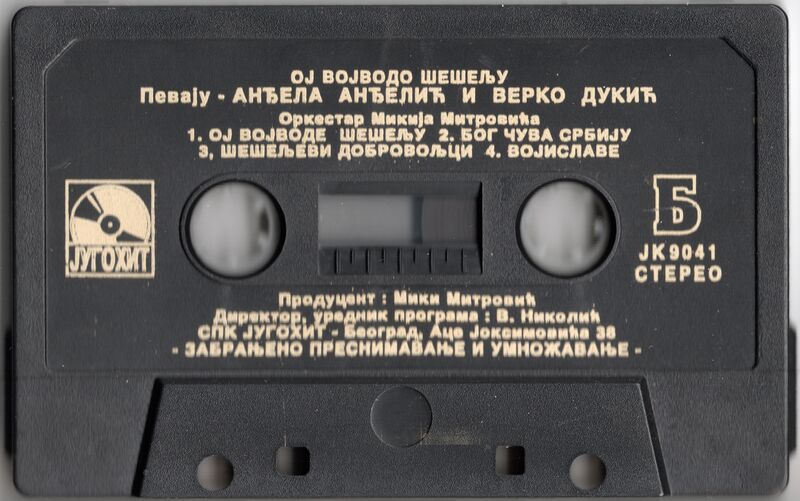 ОЈ ВОЈВОДО ШЕШЕЉУ
Певају - АНЂЕЛА АНЂЕЛИЋ И ВЕРКО ДУКИЋ
Оркестар Микија Митровића
1. ОЈ ВОЈВОДЕ ШЕШЕЉУ 2. БОГ ЧУВА СРБИЈУ
3, ШЕШЕЉЕВИ ДОБРОВОЉЦИ 4. ВОЈИСЛАВЕ
ЈУГОХИТ
Б
ЈК9041
СТЕРЕО
Продуцент : Мики Митровић
Директор, уредник програма : В. Николић
СПК ЈУГОХИТ - Београд, Аце Јоксимовића 38
- ЗАБРАЊЕНО ПРЕСНИМАВАЊЕ И УМНОЖАВАЊЕ -